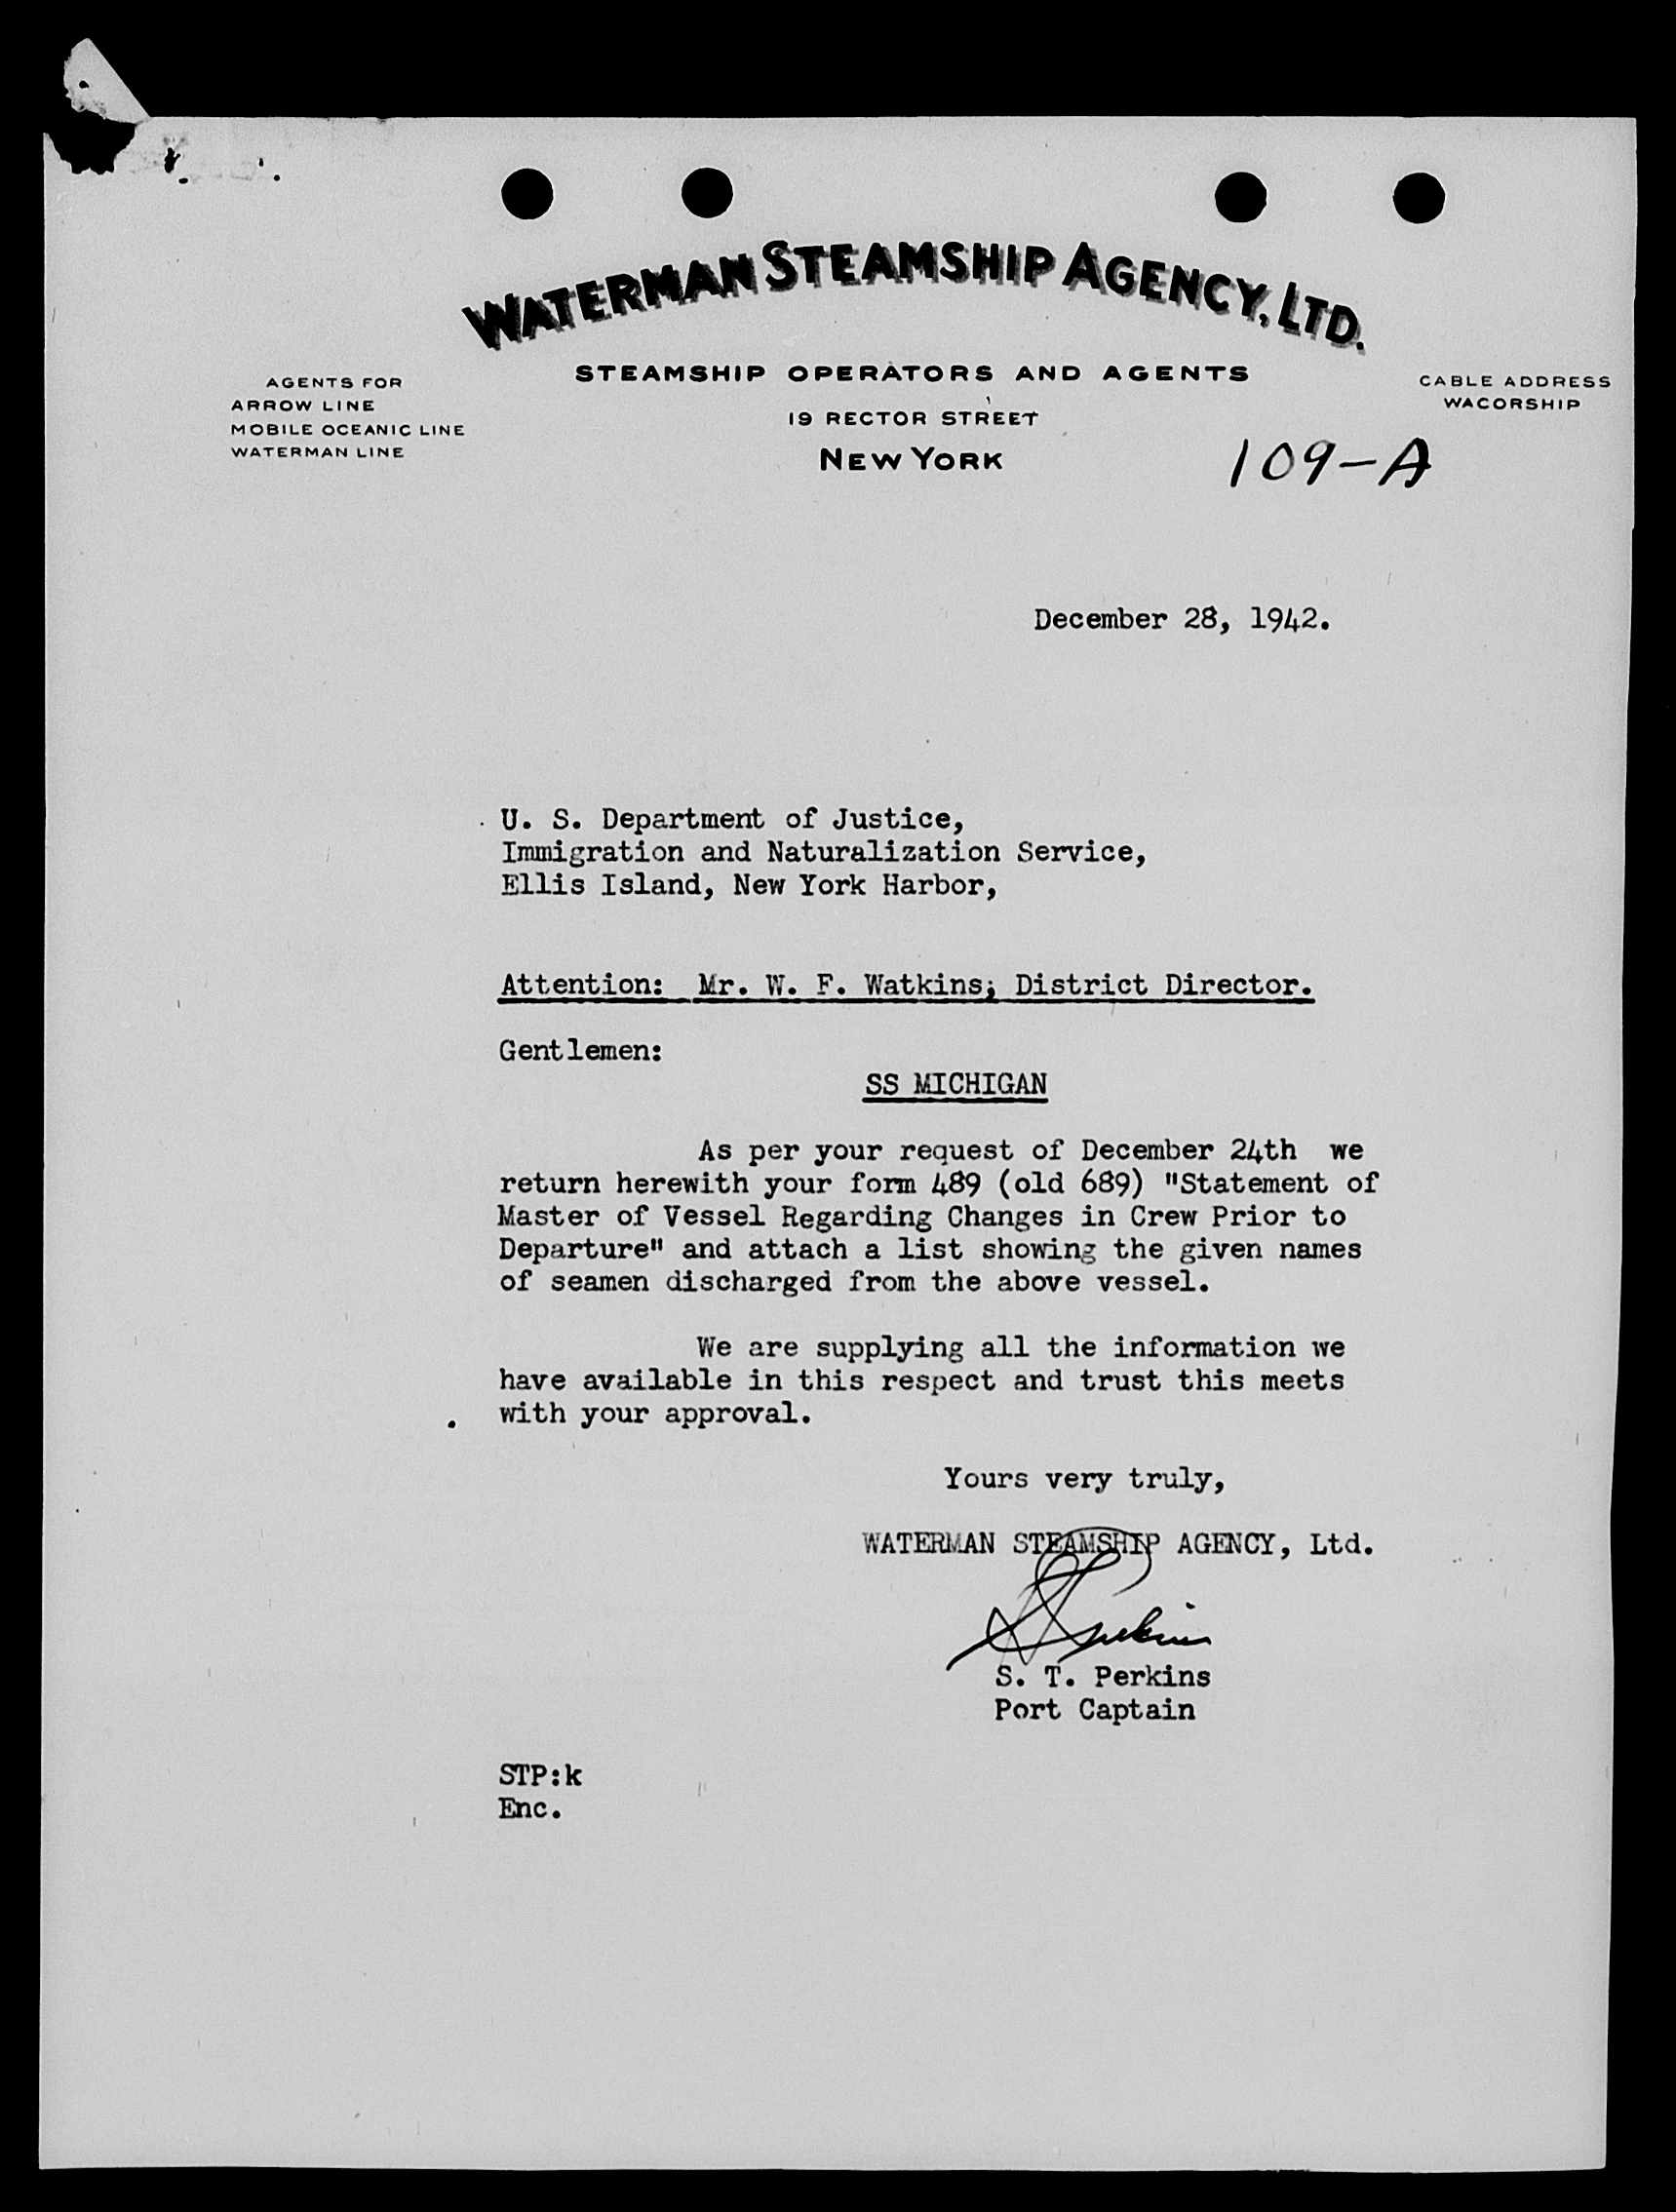 WATERMAN STEAMSHIP AGENCY, LTD.
STEAMSHIP OPERATORS AND AGENTS
19 RECTOR STREET
NEW YORK
AGENTS FOR
ARROW LINE
MOBILE OCEANIC LINE
WATERMAN LINE
CABLE ADDRESS
WACORSHIP
109-A
December 28, 1942.
U. S. Department of Justice,
Immigration and Naturalization Service,
Ellis Island, New York Harbor,
Attention: Mr. W. F. Watkins; District Director.
Gentlemen:
SS MICHIGAN
As per your request of December 24th we
return herewith your form 489 (old 689) "Statement of
Master of Vessel Regarding Changes in Crew Prior to
Departure" and attach a list showing the given names
of seamen discharged from the above vessel.
We are supplying all the information we
have available in this respect and trust this meets
with your approval.
Yours very truly,
WATERMAN STEAMSHIP AGENCY, Ltd.
S T Perkins
S. T. Perkins
Port Captain
STP:k
Enc.